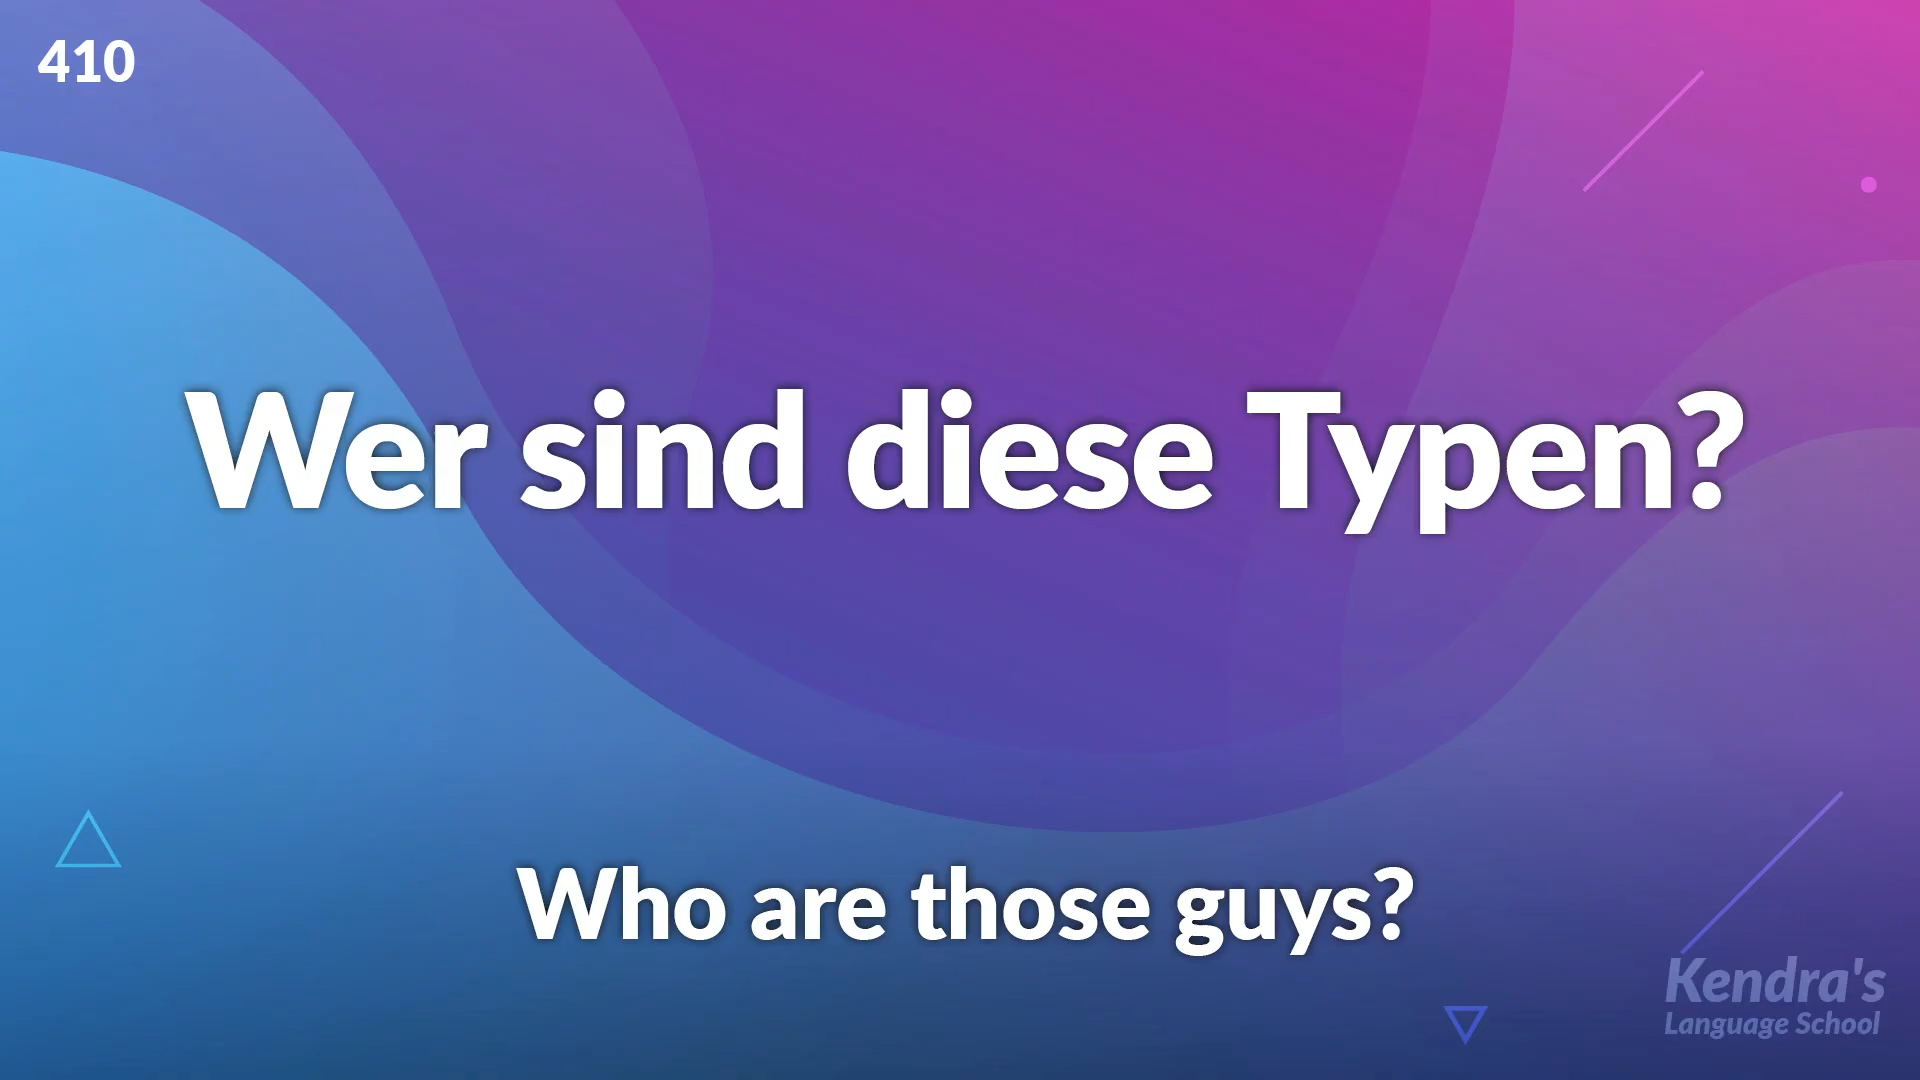 410
Wer sind diese Typen?
Who are those guys?
Kendra's
Language School